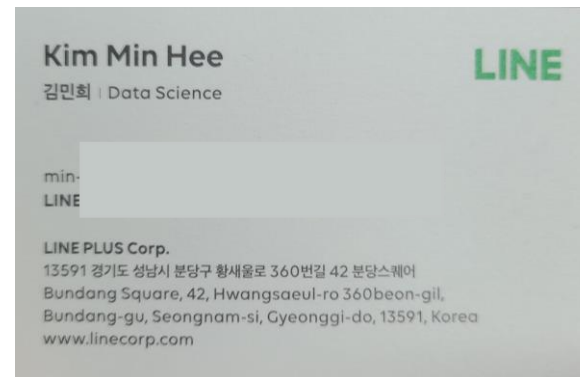 Kim Min Hee
LINE
김민희 | Data Science
min-
LINE
LINE PLUS Corp.
13591 경기도 성남시 분당구 황새울로 360번길 42 분당스퀘어
Bundang Square, 42, Hwangsaeul-ro 360beon-gil,
Bundang-gu, Seongnam-si, Gyeonggi-do, 13591, Korea
www.linecorp.com